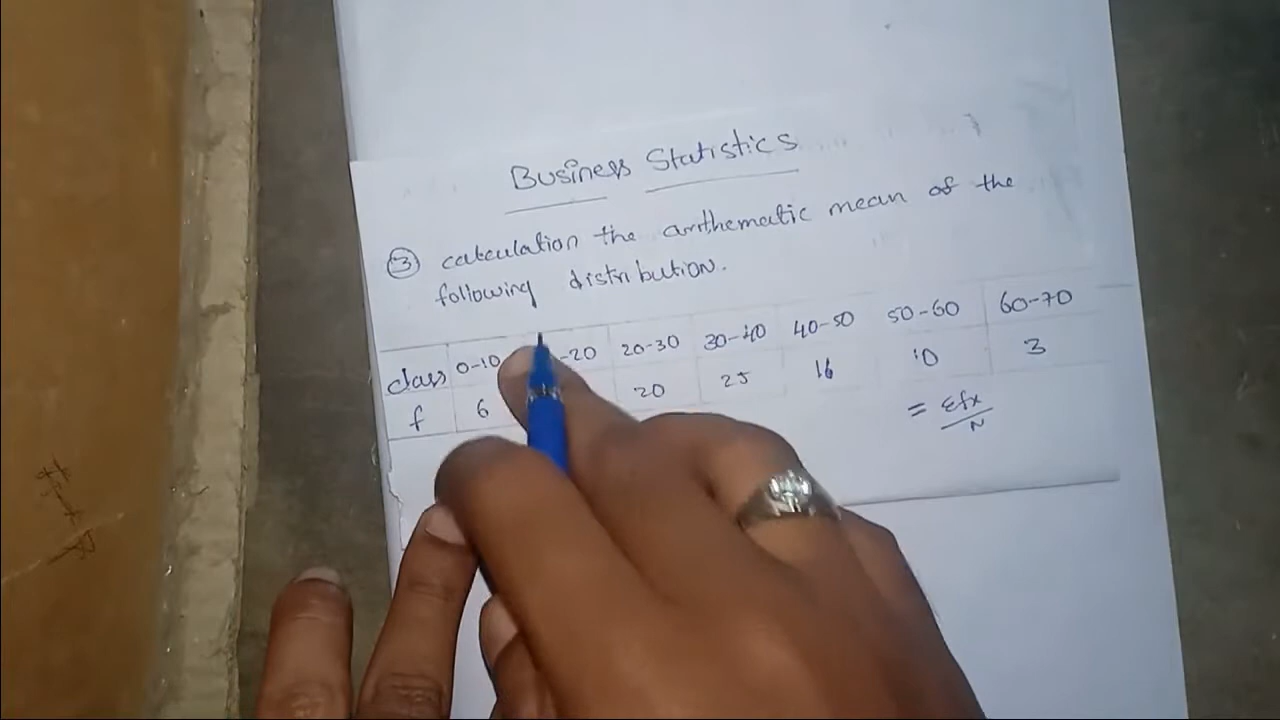 Business Statistics
③ calculation the arithematic mean of the
following distribution.
class 0-10 -20 20-30 30-40 40-50 50-60 60-70
f 6 20 25 16 10 3
= Σfx
N